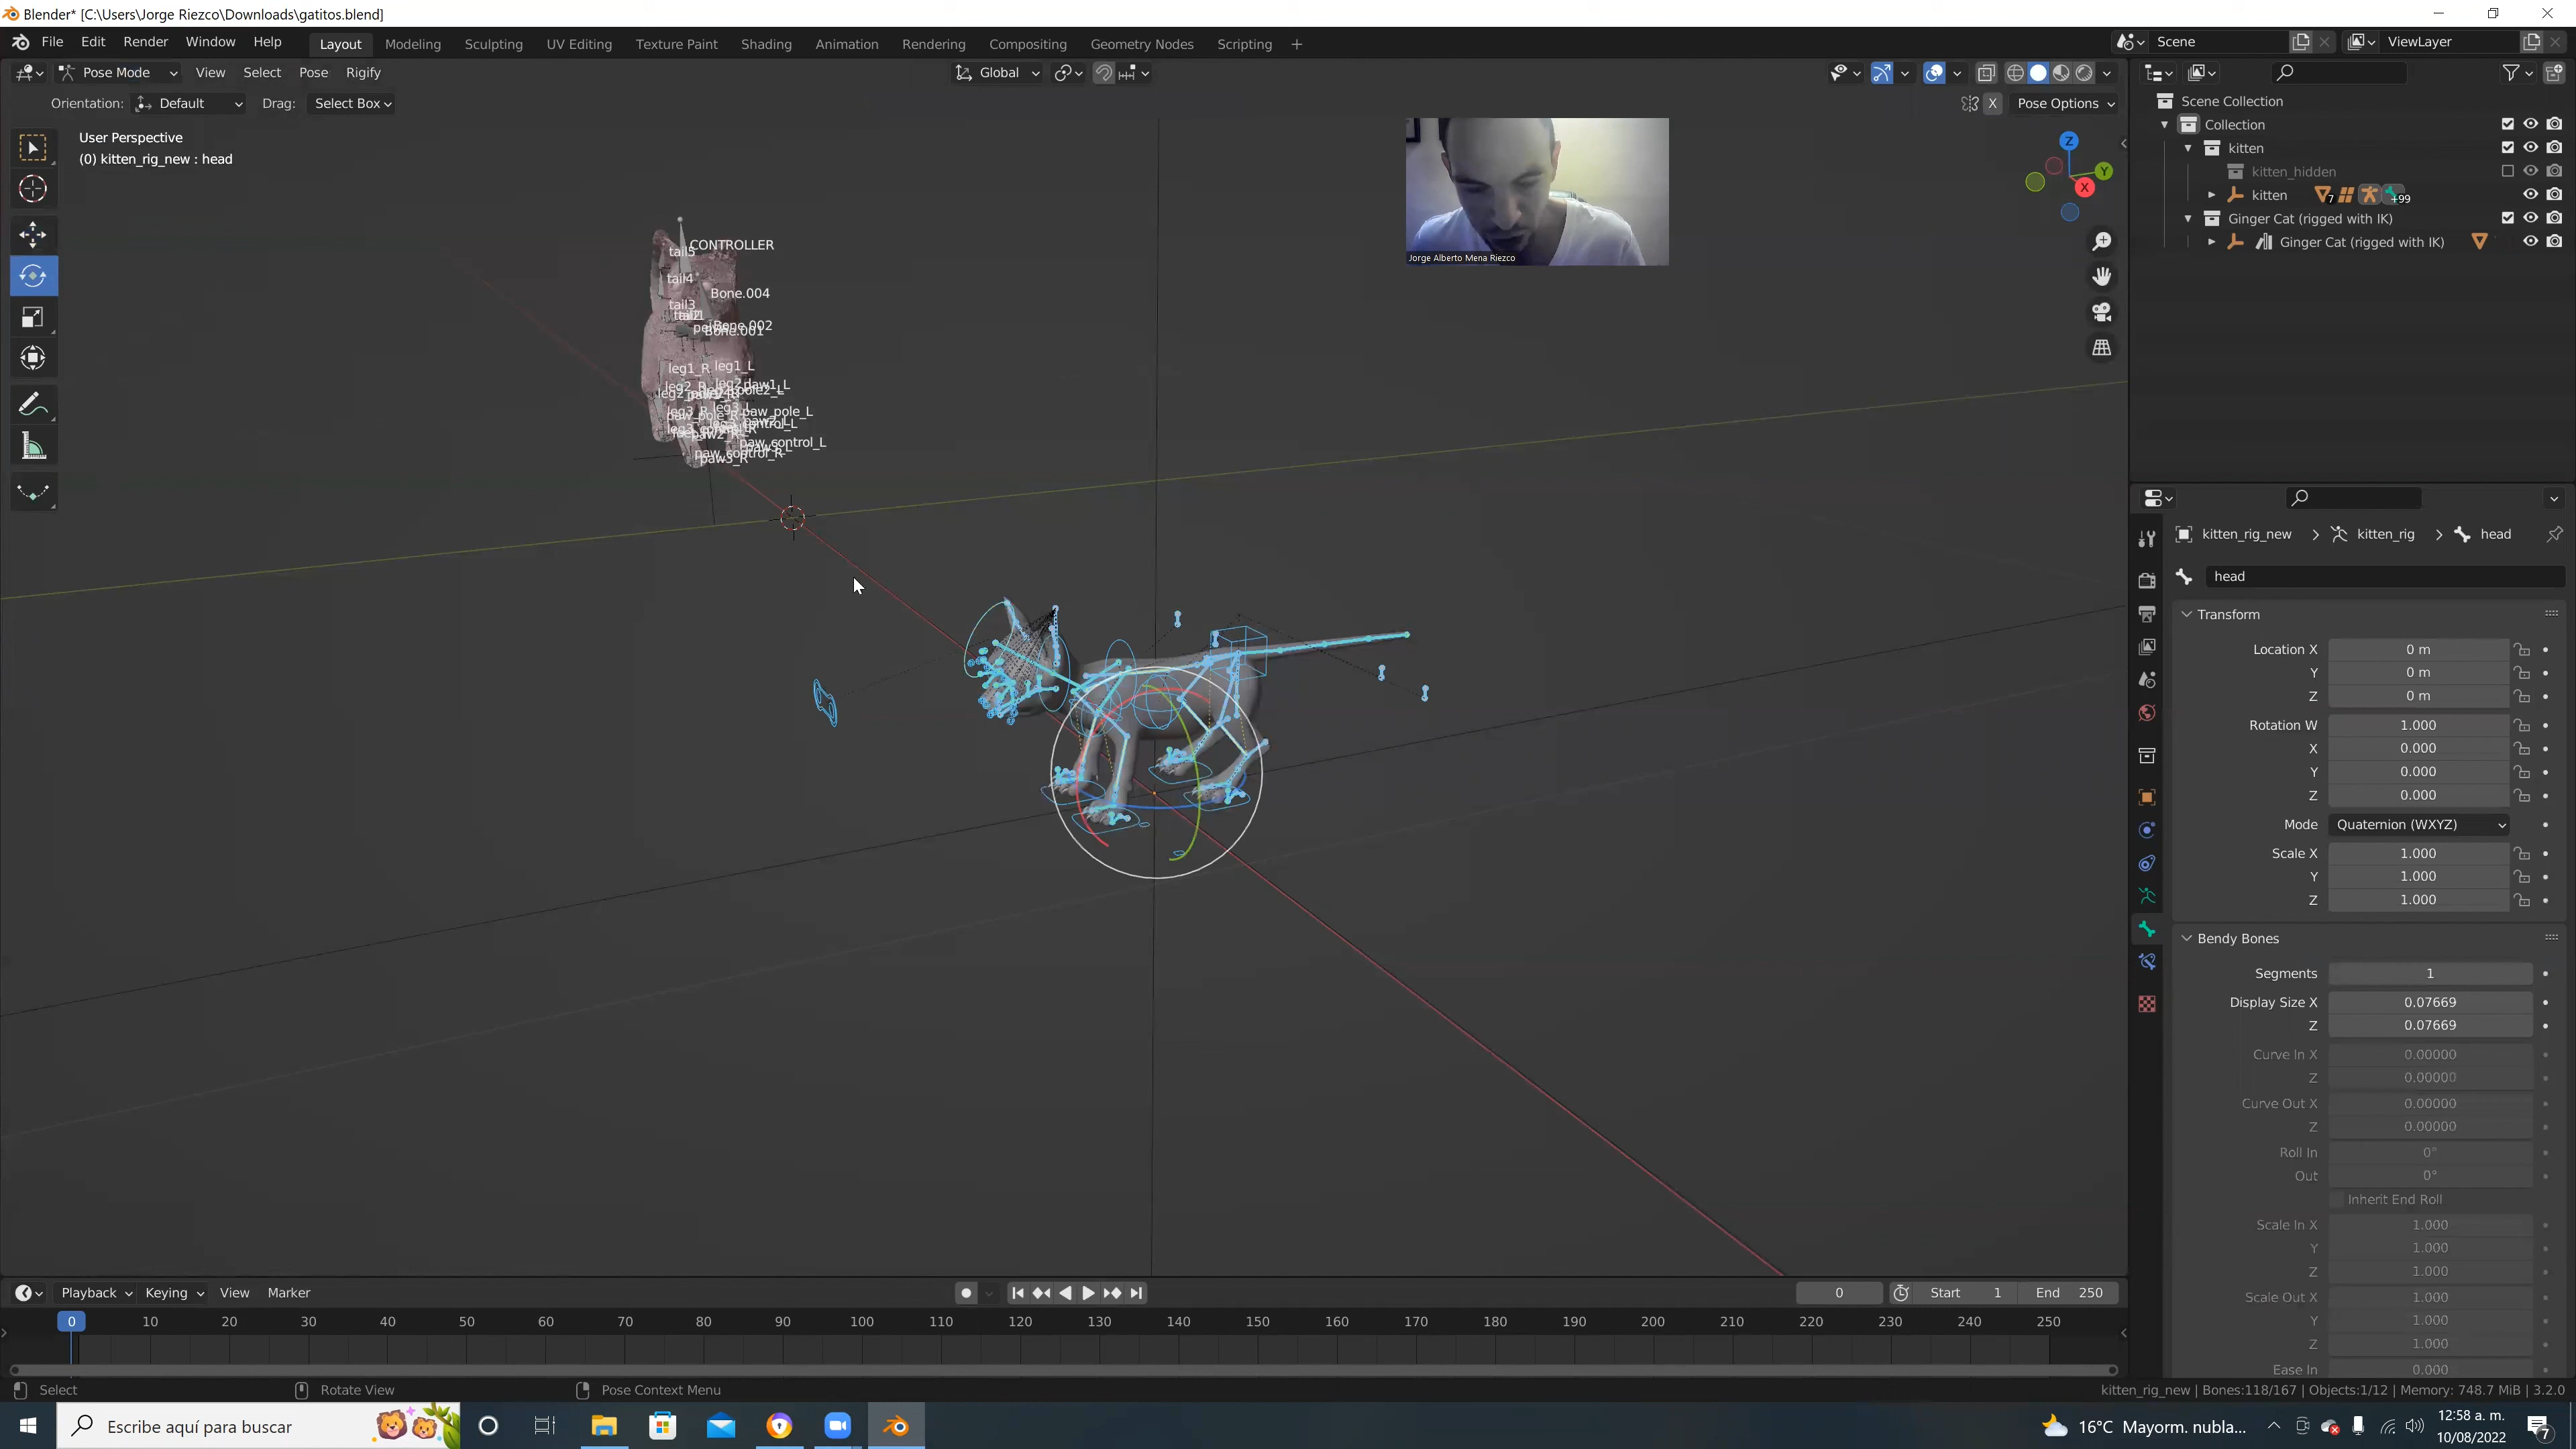 Blender* [C:\Users\Jorge Riezco\Downloads\gatitos.blend]
File Edit Render Window Help Layout Modeling Sculpting UV Editing Texture Paint Shading Animation Rendering Compositing Geometry Nodes Scripting + Scene ViewLayer
Pose Mode View Select Pose Rigify Global
Orientation: Default Drag: Select Box X Pose Options
User Perspective
(0) kitten_rig_new : head
Jorge Alberto Mena Riezco
Z
Y
X
CONTROLLER
tail5
tail4
Bone.004
tail3
Bone.002
Bone.001
leg1_R leg1_L
paw_pole_L
paw_control_L
paw_control_R
paw3_R
Scene Collection
Collection
kitten
kitten_hidden
kitten 7 +99
Ginger Cat (rigged with IK)
Ginger Cat (rigged with IK)
kitten_rig_new > kitten_rig > head
head
Transform
Location X 0 m
Y 0 m
Z 0 m
Rotation W 1.000
X 0.000
Y 0.000
Z 0.000
Mode Quaternion (WXYZ)
Scale X 1.000
Y 1.000
Z 1.000
Bendy Bones
Segments 1
Display Size X 0.07669
Z 0.07669
Curve In X 0.00000
Z 0.00000
Curve Out X 0.00000
Z 0.00000
Roll In 0°
Out 0°
Inherit End Roll
Scale In X 1.000
Y 1.000
Z 1.000
Scale Out X 1.000
Y 1.000
Z 1.000
Ease In 0.000
Playback Keying View Marker 0 Start 1 End 250
0 10 20 30 40 50 60 70 80 90 100 110 120 130 140 150 160 170 180 190 200 210 220 230 240 250
Select Rotate View Pose Context Menu kitten_rig_new | Bones:118/167 | Objects:1/12 | Memory: 748.7 MiB | 3.2.0
Escribe aquí para buscar 16°C Mayorm. nubla... 12:58 a. m.
10/08/2022 7